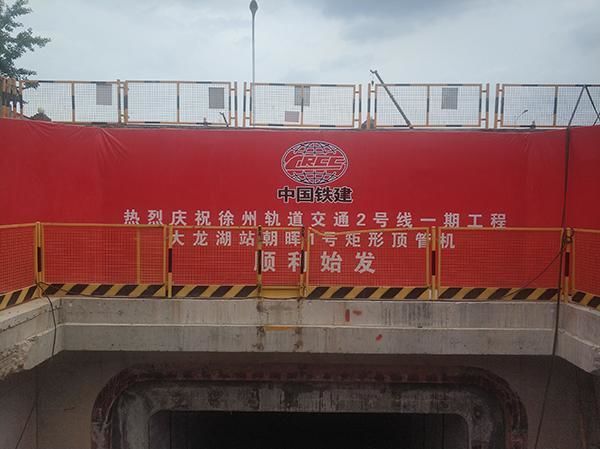 CRCC
中国铁建
热烈庆祝徐州轨道交通2号线一期工程
大龙湖站朝晖1号矩形顶管机
顺利始发